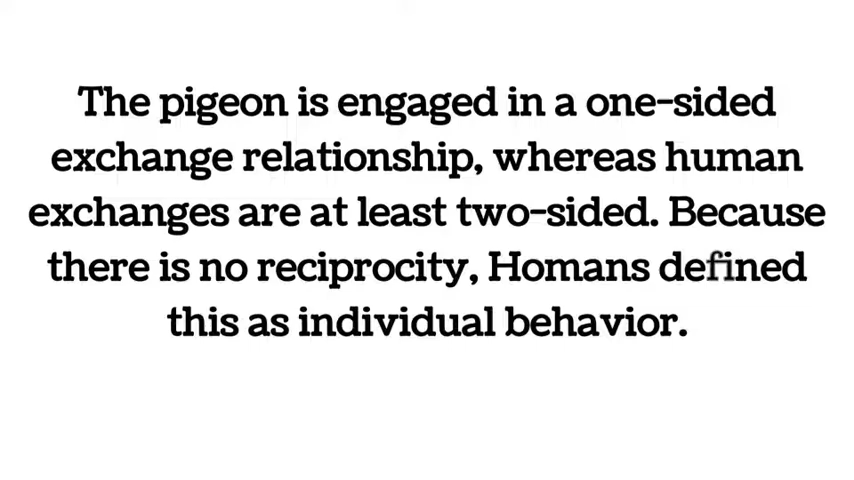 The pigeon is engaged in a one-sided
exchange relationship, whereas human
exchanges are at least two-sided. Because
there is no reciprocity, Homans defined
this as individual behavior.